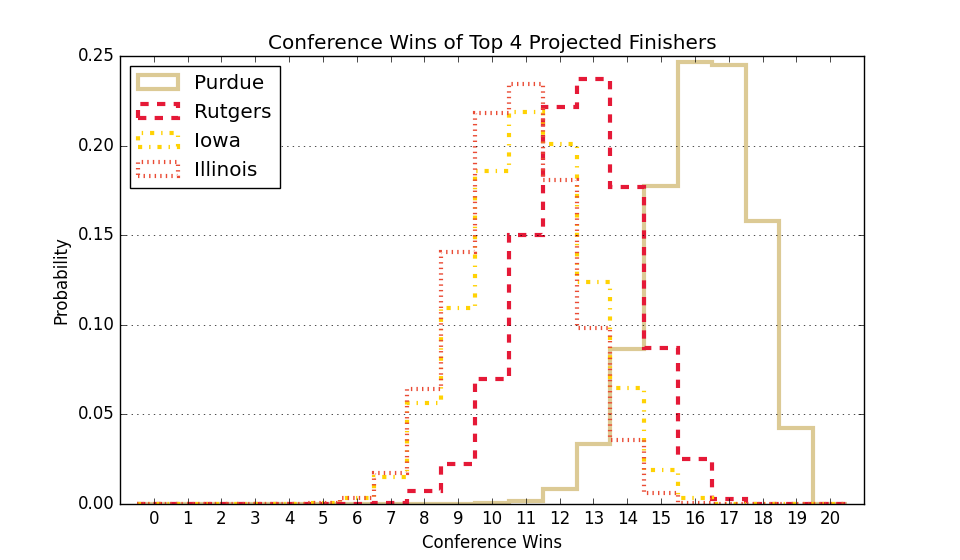 Conference Wins of Top 4 Projected Finishers
Purdue
Rutgers
Iowa
Illinois
0.25
0.20
0.15
0.10
0.05
0.00
Probability
0 1 2 3 4 5 6 7 8 9 10 11 12 13 14 15 16 17 18 19 20
Conference Wins